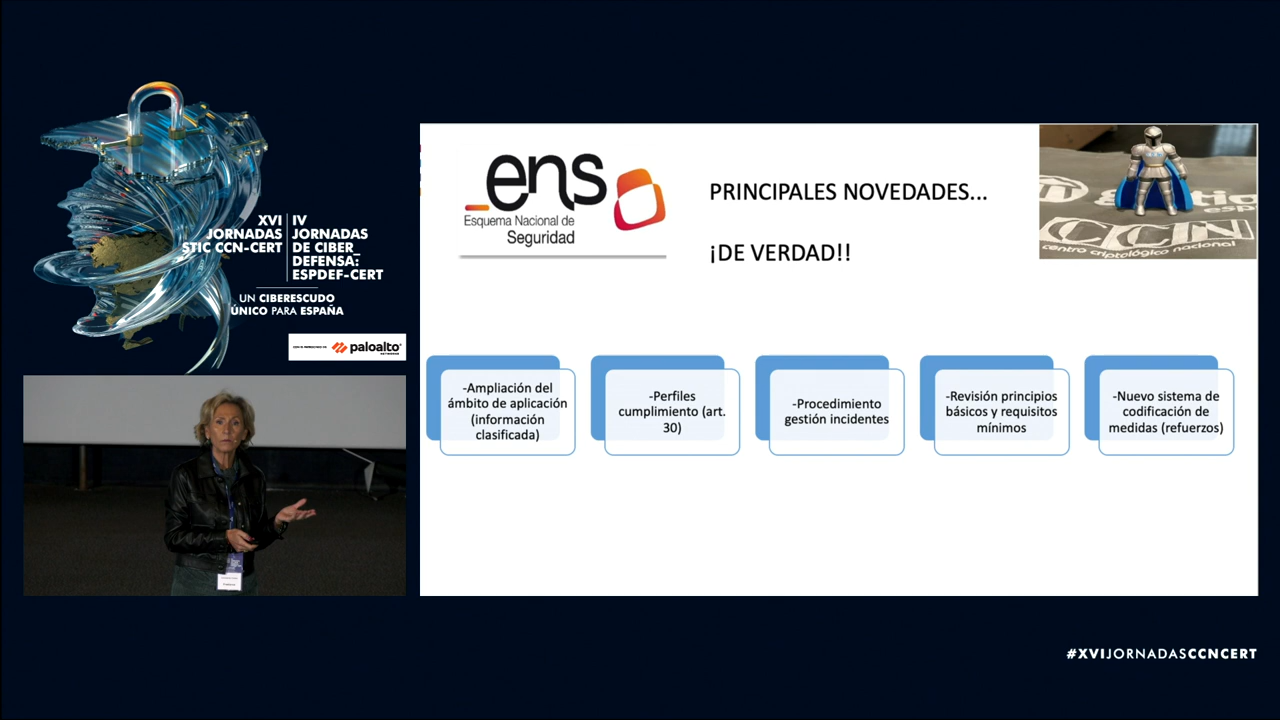 XVI
JORNADAS
STIC CCN-CERT
IV
JORNADAS
DE CIBER_
DEFENSA:
ESPDEF-CERT
UN CIBERESCUDO
ÚNICO PARA ESPAÑA
paloalto
NETWORKS
ens
Esquema Nacional de
Seguridad
PRINCIPALES NOVEDADES...
¡DE VERDAD!!
CCN
centro criptológico nacional
-Ampliación del
ámbito de aplicación
(información
clasificada)
-Perfiles
cumplimiento (art.
30)
-Procedimiento
gestión incidentes
-Revisión principios
básicos y requisitos
mínimos
-Nuevo sistema de
codificación de
medidas (refuerzos)
#XVIJORNADASCCNCERT